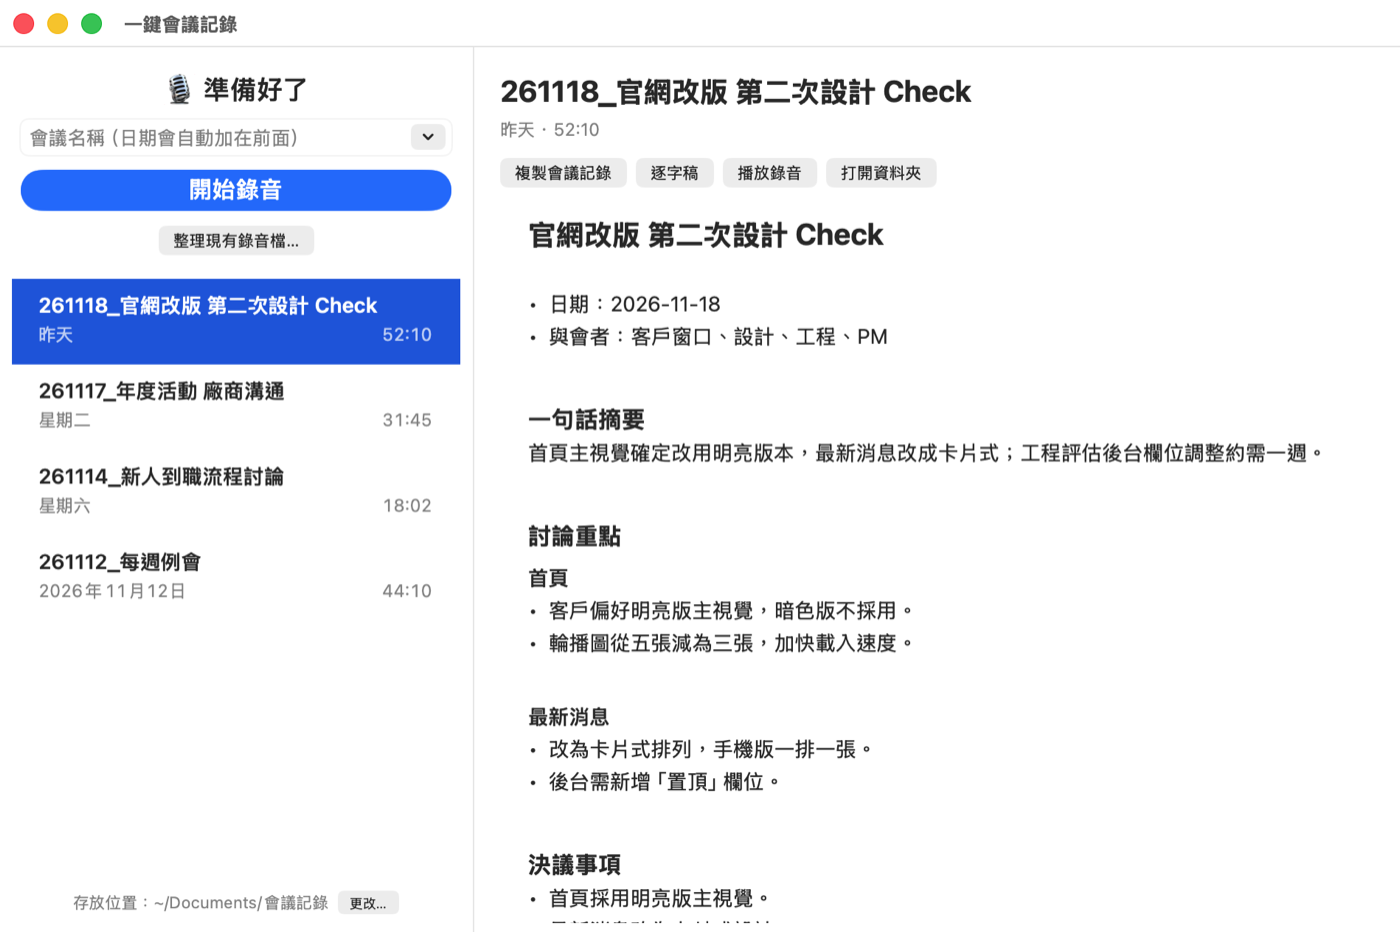 一鍵會議記錄
準備好了
會議名稱 (日期會自動加在前面)
開始錄音
整理現有錄音檔...
261118_官網改版 第二次設計 Check
昨天 52:10
261117_年度活動 廠商溝通
星期二 31:45
261114_新人到職流程討論
星期六 18:02
261112_每週例會
2026年11月12日 44:10
存放位置：~/Documents/會議記錄 更改...
261118_官網改版 第二次設計 Check
昨天 · 52:10
複製會議記錄 逐字稿 播放錄音 打開資料夾
官網改版 第二次設計 Check
• 日期：2026-11-18
• 與會者：客戶窗口、設計、工程、PM
一句話摘要
首頁主視覺確定改用明亮版本，最新消息改成卡片式；工程評估後台欄位調整約需一週。
討論重點
首頁
• 客戶偏好明亮版主視覺，暗色版不採用。
• 輪播圖從五張減為三張，加快載入速度。
最新消息
• 改為卡片式排列，手機版一排一張。
• 後台需新增「置頂」欄位。
決議事項
• 首頁採用明亮版主視覺。